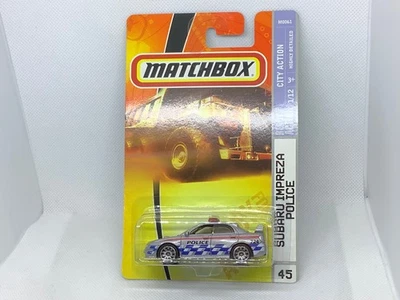 MATCHBOX
CITY ACTION
SUBARU IMPREZA
POLICE
45
POLICE